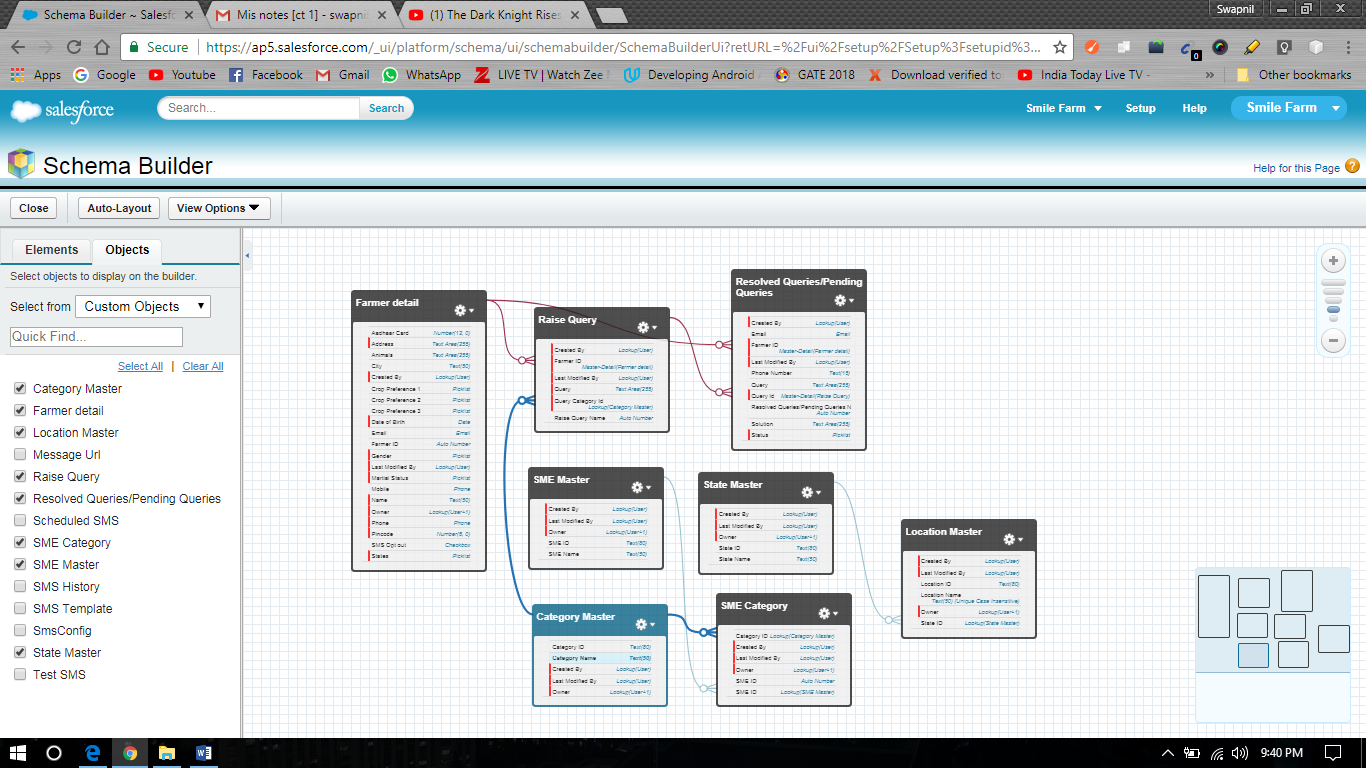 Schema Builder ~ Salesfo
Mis notes [ct 1] - swapnil
(1) The Dark Knight Rises
Swapnil
Secure
https://ap5.salesforce.com/_ui/platform/schema/ui/schemabuilder/SchemaBuilderUi?retURL=%2Fui%2Fsetup%2FSetup%3Fsetupid%3...
0
Apps
Google
Youtube
Facebook
Gmail
WhatsApp
LIVE TV | Watch Zee
Developing Android
GATE 2018
Download verified to
India Today Live TV -
»
Other bookmarks
salesforce
Search...
Search
Smile Farm
Setup
Help
Smile Farm
Schema Builder
Help for this Page ?
Close
Auto-Layout
View Options
Elements
Objects
Select objects to display on the builder.
Select from
Custom Objects
Quick Find...
Select All | Clear All
Category Master
Farmer detail
Location Master
Message Url
Raise Query
Resolved Queries/Pending Queries
Scheduled SMS
SME Category
SME Master
SMS History
SMS Template
SmsConfig
State Master
Test SMS
Farmer detail
Aadhaar Card Number(12, 0)
Address Text Area(255)
Animals Text Area(255)
City Text(50)
Created By Lookup(User)
Crop Preference 1 Picklist
Crop Preference 2 Picklist
Crop Preference 3 Picklist
Date of Birth Date
Email Email
Farmer ID Auto Number
Gender Picklist
Last Modified By Lookup(User)
Marital Status Picklist
Mobile Phone
Name Text(50)
Owner Lookup(User+1)
Phone Phone
Pincode Number(6, 0)
SMS Opt out Checkbox
States Picklist
Raise Query
Created By Lookup(User)
Farmer ID
Master-Detail(Farmer detail)
Last Modified By Lookup(User)
Query Text Area(255)
Query Category Id
Lookup(Category Master)
Raise Query Name Auto Number
Resolved Queries/Pending
Queries
Created By Lookup(User)
Email Email
Farmer ID
Master-Detail(Farmer detail)
Last Modified By Lookup(User)
Phone Number Text(15)
Query Text Area(255)
Query Id Master-Detail(Raise Query)
Resolved Queries/Pending Queries N
Auto Number
Solution Text Area(255)
Status Picklist
SME Master
Created By Lookup(User)
Last Modified By Lookup(User)
Owner Lookup(User+1)
SME ID Text(80)
SME Name Text(50)
State Master
Created By Lookup(User)
Last Modified By Lookup(User)
Owner Lookup(User+1)
State ID Text(80)
State Name Text(50)
Location Master
Created By Lookup(User)
Last Modified By Lookup(User)
Location ID Text(80)
Location Name
Text(50) (Unique Case Insensitive)
Owner Lookup(User+1)
State ID Lookup(State Master)
Category Master
Category ID Text(80)
Category Name Text(50)
Created By Lookup(User)
Last Modified By Lookup(User)
Owner Lookup(User+1)
SME Category
Category ID Lookup(Category Master)
Created By Lookup(User)
Last Modified By Lookup(User)
Owner Lookup(User+1)
SME ID Auto Number
SME ID Lookup(SME Master)
9:40 PM